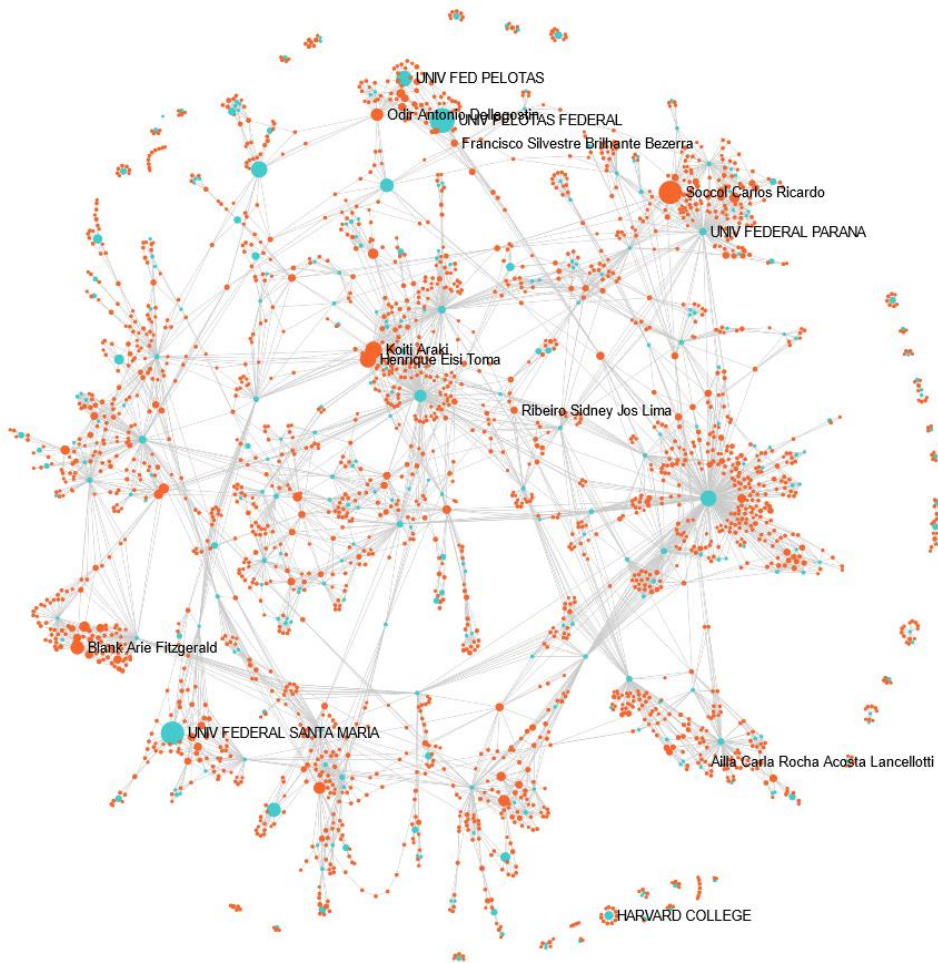 UNIV FED PELOTAS
Odir Antonio Dellagostin
UNIV PELOTAS FEDERAL
Francisco Silvestre Brilhante Bezerra
Soccol Carlos Ricardo
UNIV FEDERAL PARANA
Koiti Araki
Henrique Eisi Toma
Ribeiro Sidney Jos Lima
Blank Arie Fitzgerald
UNIV FEDERAL SANTA MARIA
Ailla Carla Rocha Acosta Lancellotti
HARVARD COLLEGE